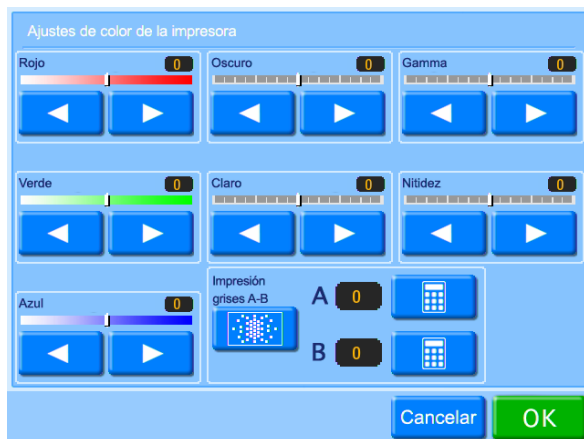 Ajustes de color de la impresora
Rojo 0
Oscuro 0
Gamma 0
Verde 0
Claro 0
Nitidez 0
Azul 0
Impresión
grises A-B
A 0
B 0
Cancelar
OK